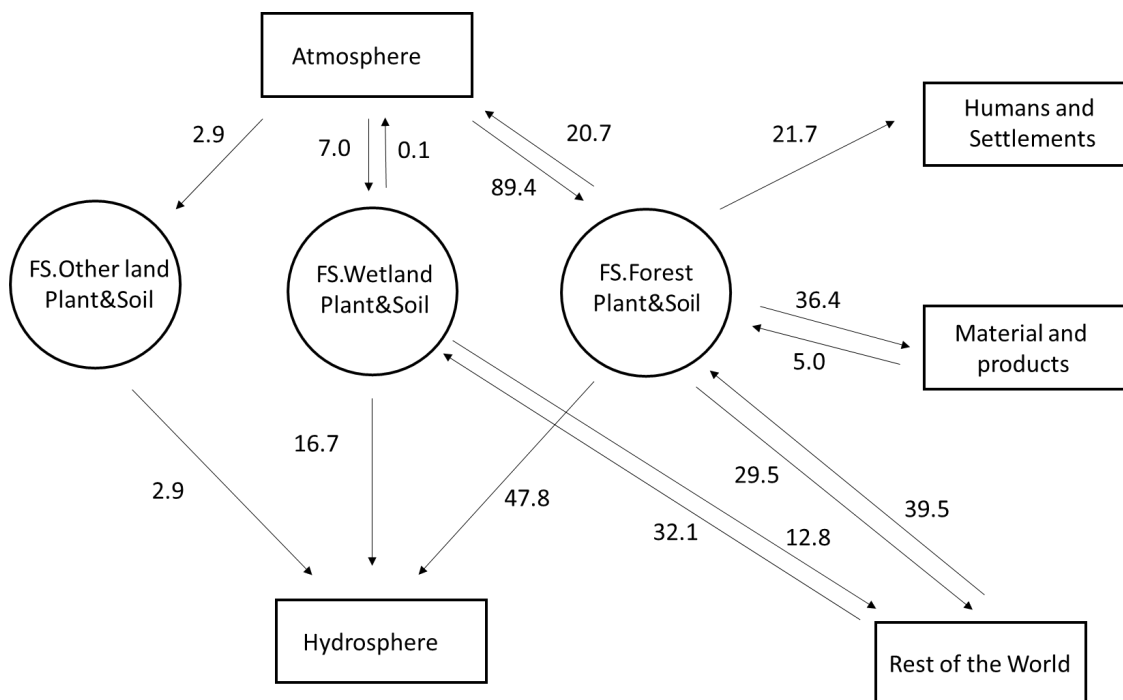 Atmosphere
Humans and
Settlements
2.9
7.0
0.1
20.7
89.4
21.7
FS.Other land
Plant&Soil
FS.Wetland
Plant&Soil
FS.Forest
Plant&Soil
36.4
5.0
Material and
products
2.9
16.7
47.8
29.5
39.5
32.1
12.8
Hydrosphere
Rest of the World